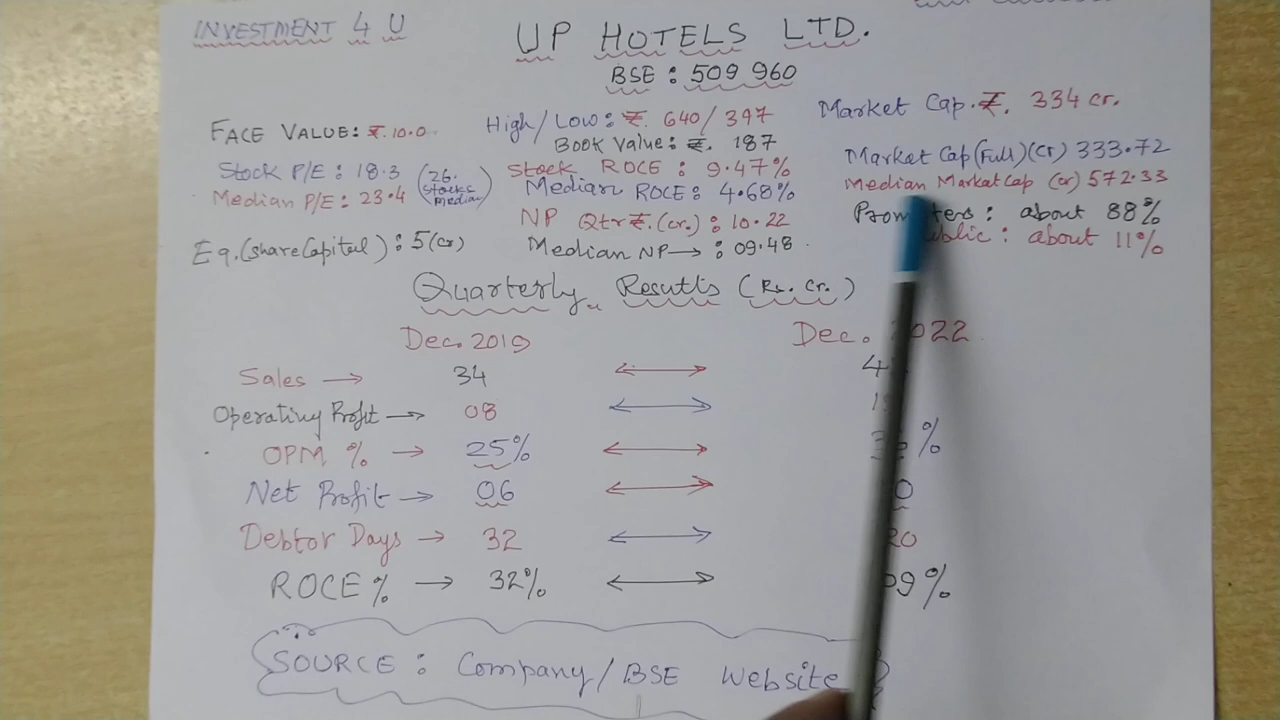 INVESTMENT 4 U
UP HOTELS LTD.
BSE : 509 960
FACE VALUE: ₹.10.0
High/Low: ₹. 640/397
Market Cap. ₹. 334 cr.
Book Value: ₹. 187
Stock P/E : 18.3 (26. stocks median)
Stock ROCE : 9.47%
Market Cap (Full)(Cr) 333.72
Median P/E: 23.4
Median ROCE: 4.68%
Median Market Cap (Cr) 572.33
NP Qtr ₹.(cr.) : 10.22
: about 88%
Eq.(share Capital) : 5(cr)
Median NP → : 09.48
: about 11%
Quarterly Results (Rs. Cr.)
Dec. 2019 Dec.
Sales → 34 ↔
Operating Profit → 08 ↔
OPM % → 25% ↔ %
Net Profit → 06 ↔
Debtor Days → 32 ↔
ROCE % → 32% ↔ 09%
SOURCE : Company/BSE Website